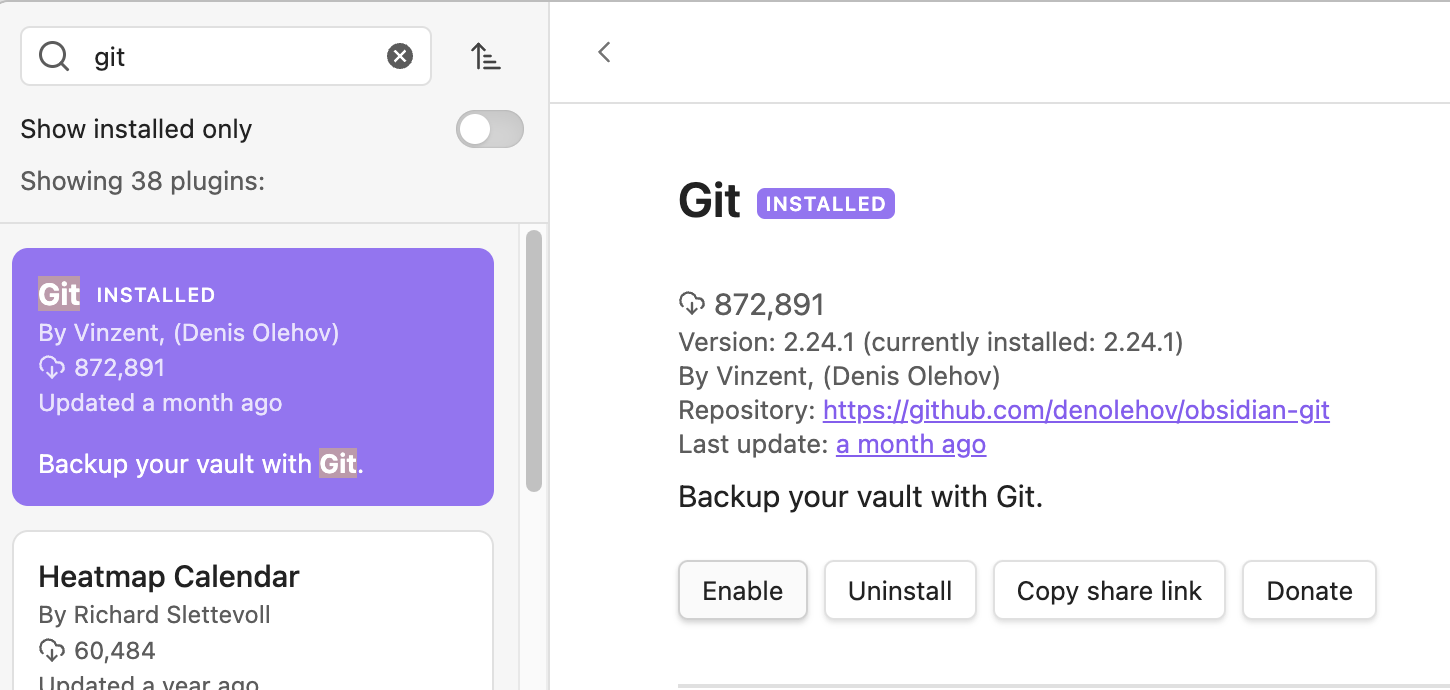 git
Show installed only
Showing 38 plugins:
Git INSTALLED
By Vinzent, (Denis Olehov)
872,891
Updated a month ago
Backup your vault with Git.
Heatmap Calendar
By Richard Slettevoll
60,484
Updated a year ago
Git INSTALLED
872,891
Version: 2.24.1 (currently installed: 2.24.1)
By Vinzent, (Denis Olehov)
Repository: https://github.com/denolehov/obsidian-git
Last update: a month ago
Backup your vault with Git.
Enable Uninstall Copy share link Donate